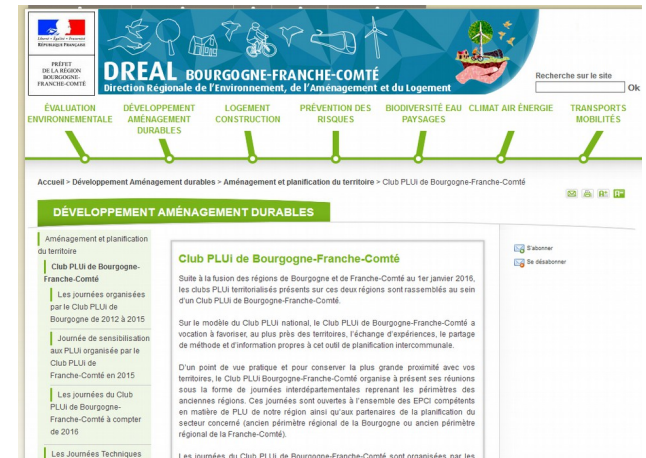 Liberté • Égalité • Fraternité
RÉPUBLIQUE FRANÇAISE
PRÉFET
DE LA RÉGION
BOURGOGNE-
FRANCHE-COMTÉ
DREAL BOURGOGNE-FRANCHE-COMTÉ
Direction Régionale de l'Environnement, de l'Aménagement et du Logement
Recherche sur le site
Ok
ÉVALUATION
ENVIRONNEMENTALE
DÉVELOPPEMENT
AMÉNAGEMENT
DURABLES
LOGEMENT
CONSTRUCTION
PRÉVENTION DES
RISQUES
BIODIVERSITÉ EAU
PAYSAGES
CLIMAT AIR ÉNERGIE
TRANSPORTS
MOBILITÉS
Accueil > Développement Aménagement durables > Aménagement et planification du territoire > Club PLUi de Bourgogne-Franche-Comté
DÉVELOPPEMENT AMÉNAGEMENT DURABLES
Aménagement et planification
du territoire
Club PLUi de Bourgogne-
Franche-Comté
Les journées organisées
par le Club PLUi de
Bourgogne de 2012 à 2015
Journée de sensibilisation
aux PLUi organisée par le
Club PLUi de
Franche-Comté en 2015
Les journées du Club
PLUi de Bourgogne-
Franche-Comté à compter
de 2016
Les Journées Techniques
Club PLUi de Bourgogne-Franche-Comté
Suite à la fusion des régions de Bourgogne et de Franche-Comté au 1er janvier 2016,
les clubs PLUi territorialisés présents sur ces deux régions sont rassemblés au sein
d'un Club PLUi de Bourgogne-Franche-Comté.
Sur le modèle du Club PLUi national, le Club PLUi de Bourgogne-Franche-Comté a
vocation à favoriser, au plus près des territoires, l'échange d'expériences, le partage
de méthode et d'information propres à cet outil de planification intercommunale.
D'un point de vue pratique et pour conserver la plus grande proximité avec vos
territoires, le Club PLUi Bourgogne-Franche-Comté organise à présent ses réunions
sous la forme de journées interdépartementales reprenant les périmètres des
anciennes régions. Ces journées sont ouvertes à l'ensemble des EPCI compétents
en matière de PLU de notre région ainsi qu'aux partenaires de la planification du
secteur concerné (ancien périmètre régional de la Bourgogne ou ancien périmètre
régional de la Franche-Comté).
Les journées du Club PLUi de Bourgogne-Franche-Comté sont organisées par les
S'abonner
Se désabonner